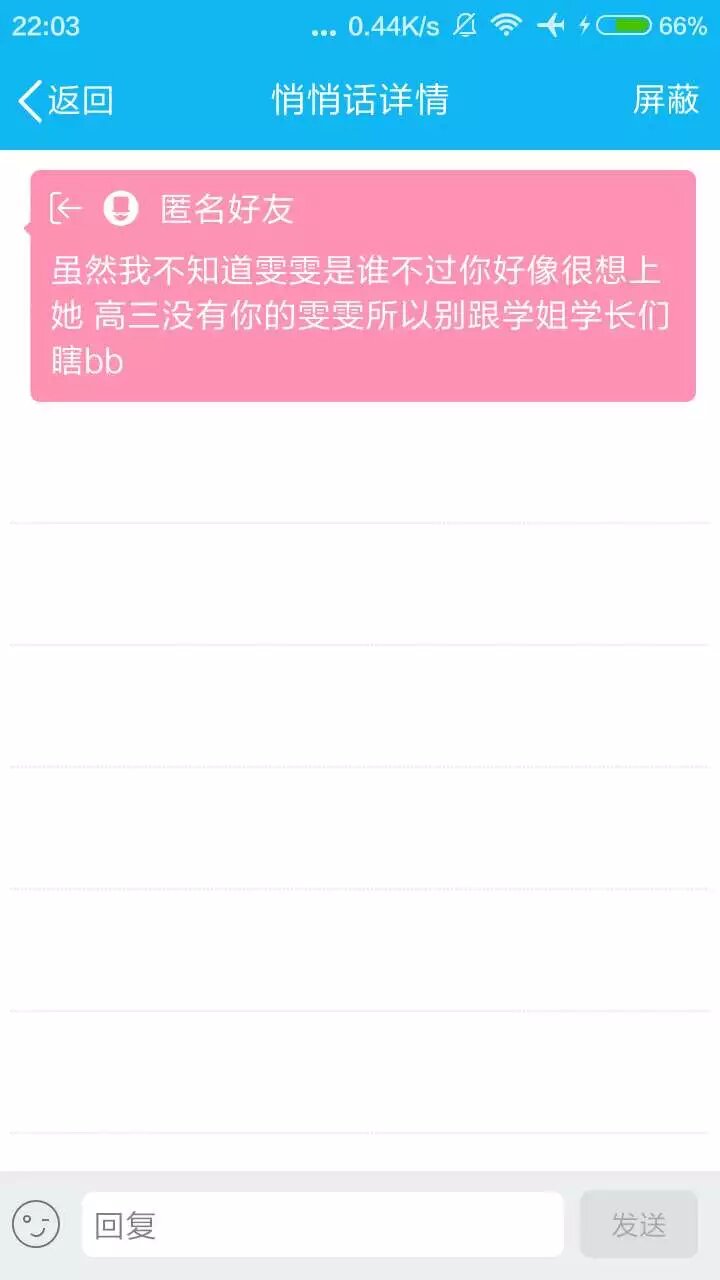 22:03 ... 0.44K/s 66%
返回 悄悄话详情 屏蔽
匿名好友
虽然我不知道雯雯是谁不过你好像很想上
她 高三没有你的雯雯所以别跟学姐学长们
瞎bb
回复 发送